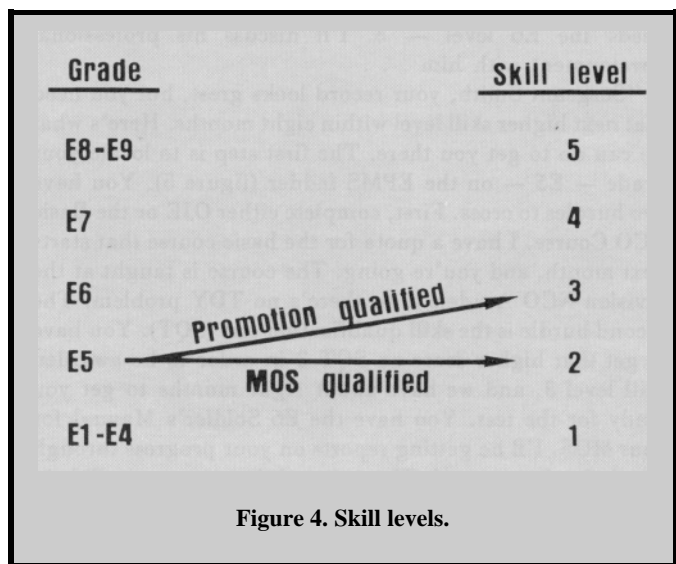 Grade Skill level
E8-E9 5
E7 4
E6 3
Promotion qualified
E5 2
MOS qualified
E1-E4 1
Figure 4. Skill levels.